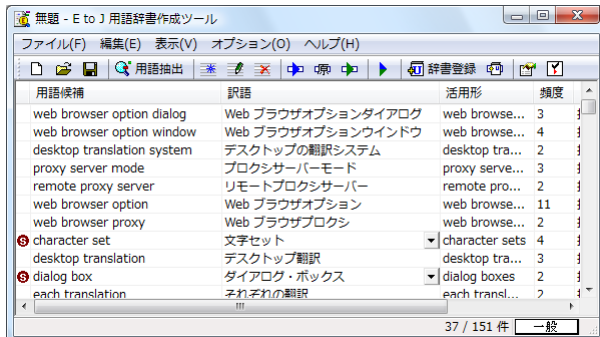 無題 - E to J 用語辞書作成ツール
ファイル(F) 編集(E) 表示(V) オプション(O) ヘルプ(H)
用語抽出 辞書登録
用語候補 訳語 活用形 頻度
web browser option dialog Web ブラウザオプションダイアログ web browse... 3
web browser option window Web ブラウザオプションウインドウ web browse... 4
desktop translation system デスクトップの翻訳システム desktop tra... 2
proxy server mode プロクシサーバーモード proxy serve... 3
remote proxy server リモートプロクシサーバー remote pro... 2
web browser option Web ブラウザオプション web browse... 11
web browser proxy Web ブラウザプロクシ web browse... 2
S character set 文字セット character sets 4
desktop translation デスクトップ翻訳 desktop tra... 3
S dialog box ダイアログ・ボックス dialog boxes 2
each translation それぞれの翻訳 each transl... 2
37 / 151 件 一般